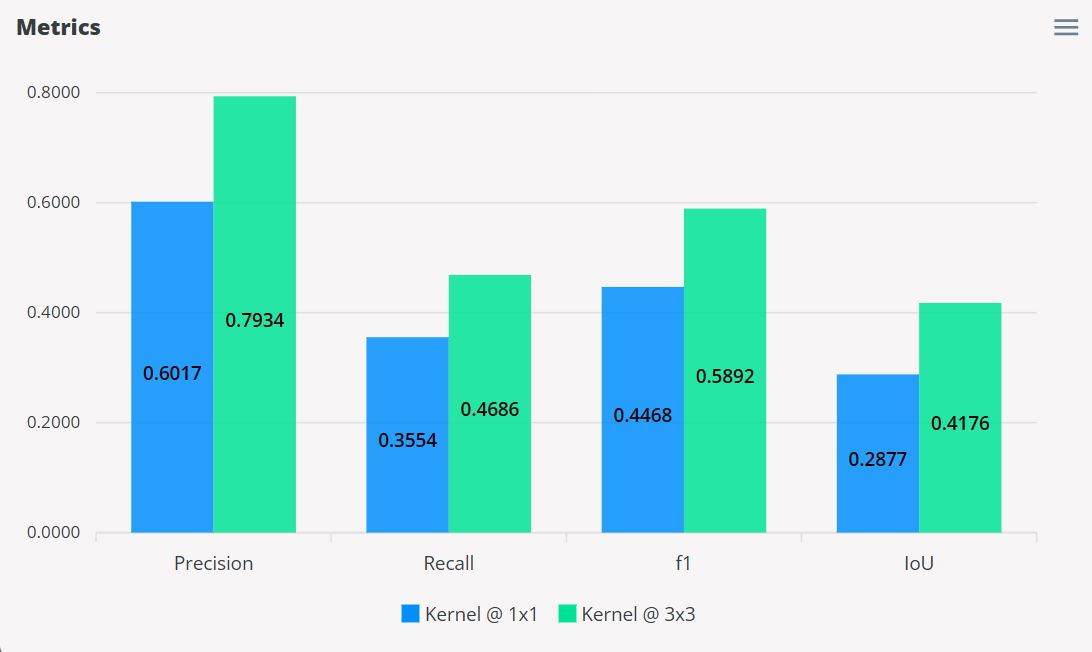 Metrics
0.8000
0.6000
0.4000
0.2000
0.0000
0.6017
0.7934
0.3554
0.4686
0.4468
0.5892
0.2877
0.4176
Precision
Recall
f1
IoU
Kernel @ 1x1
Kernel @ 3x3